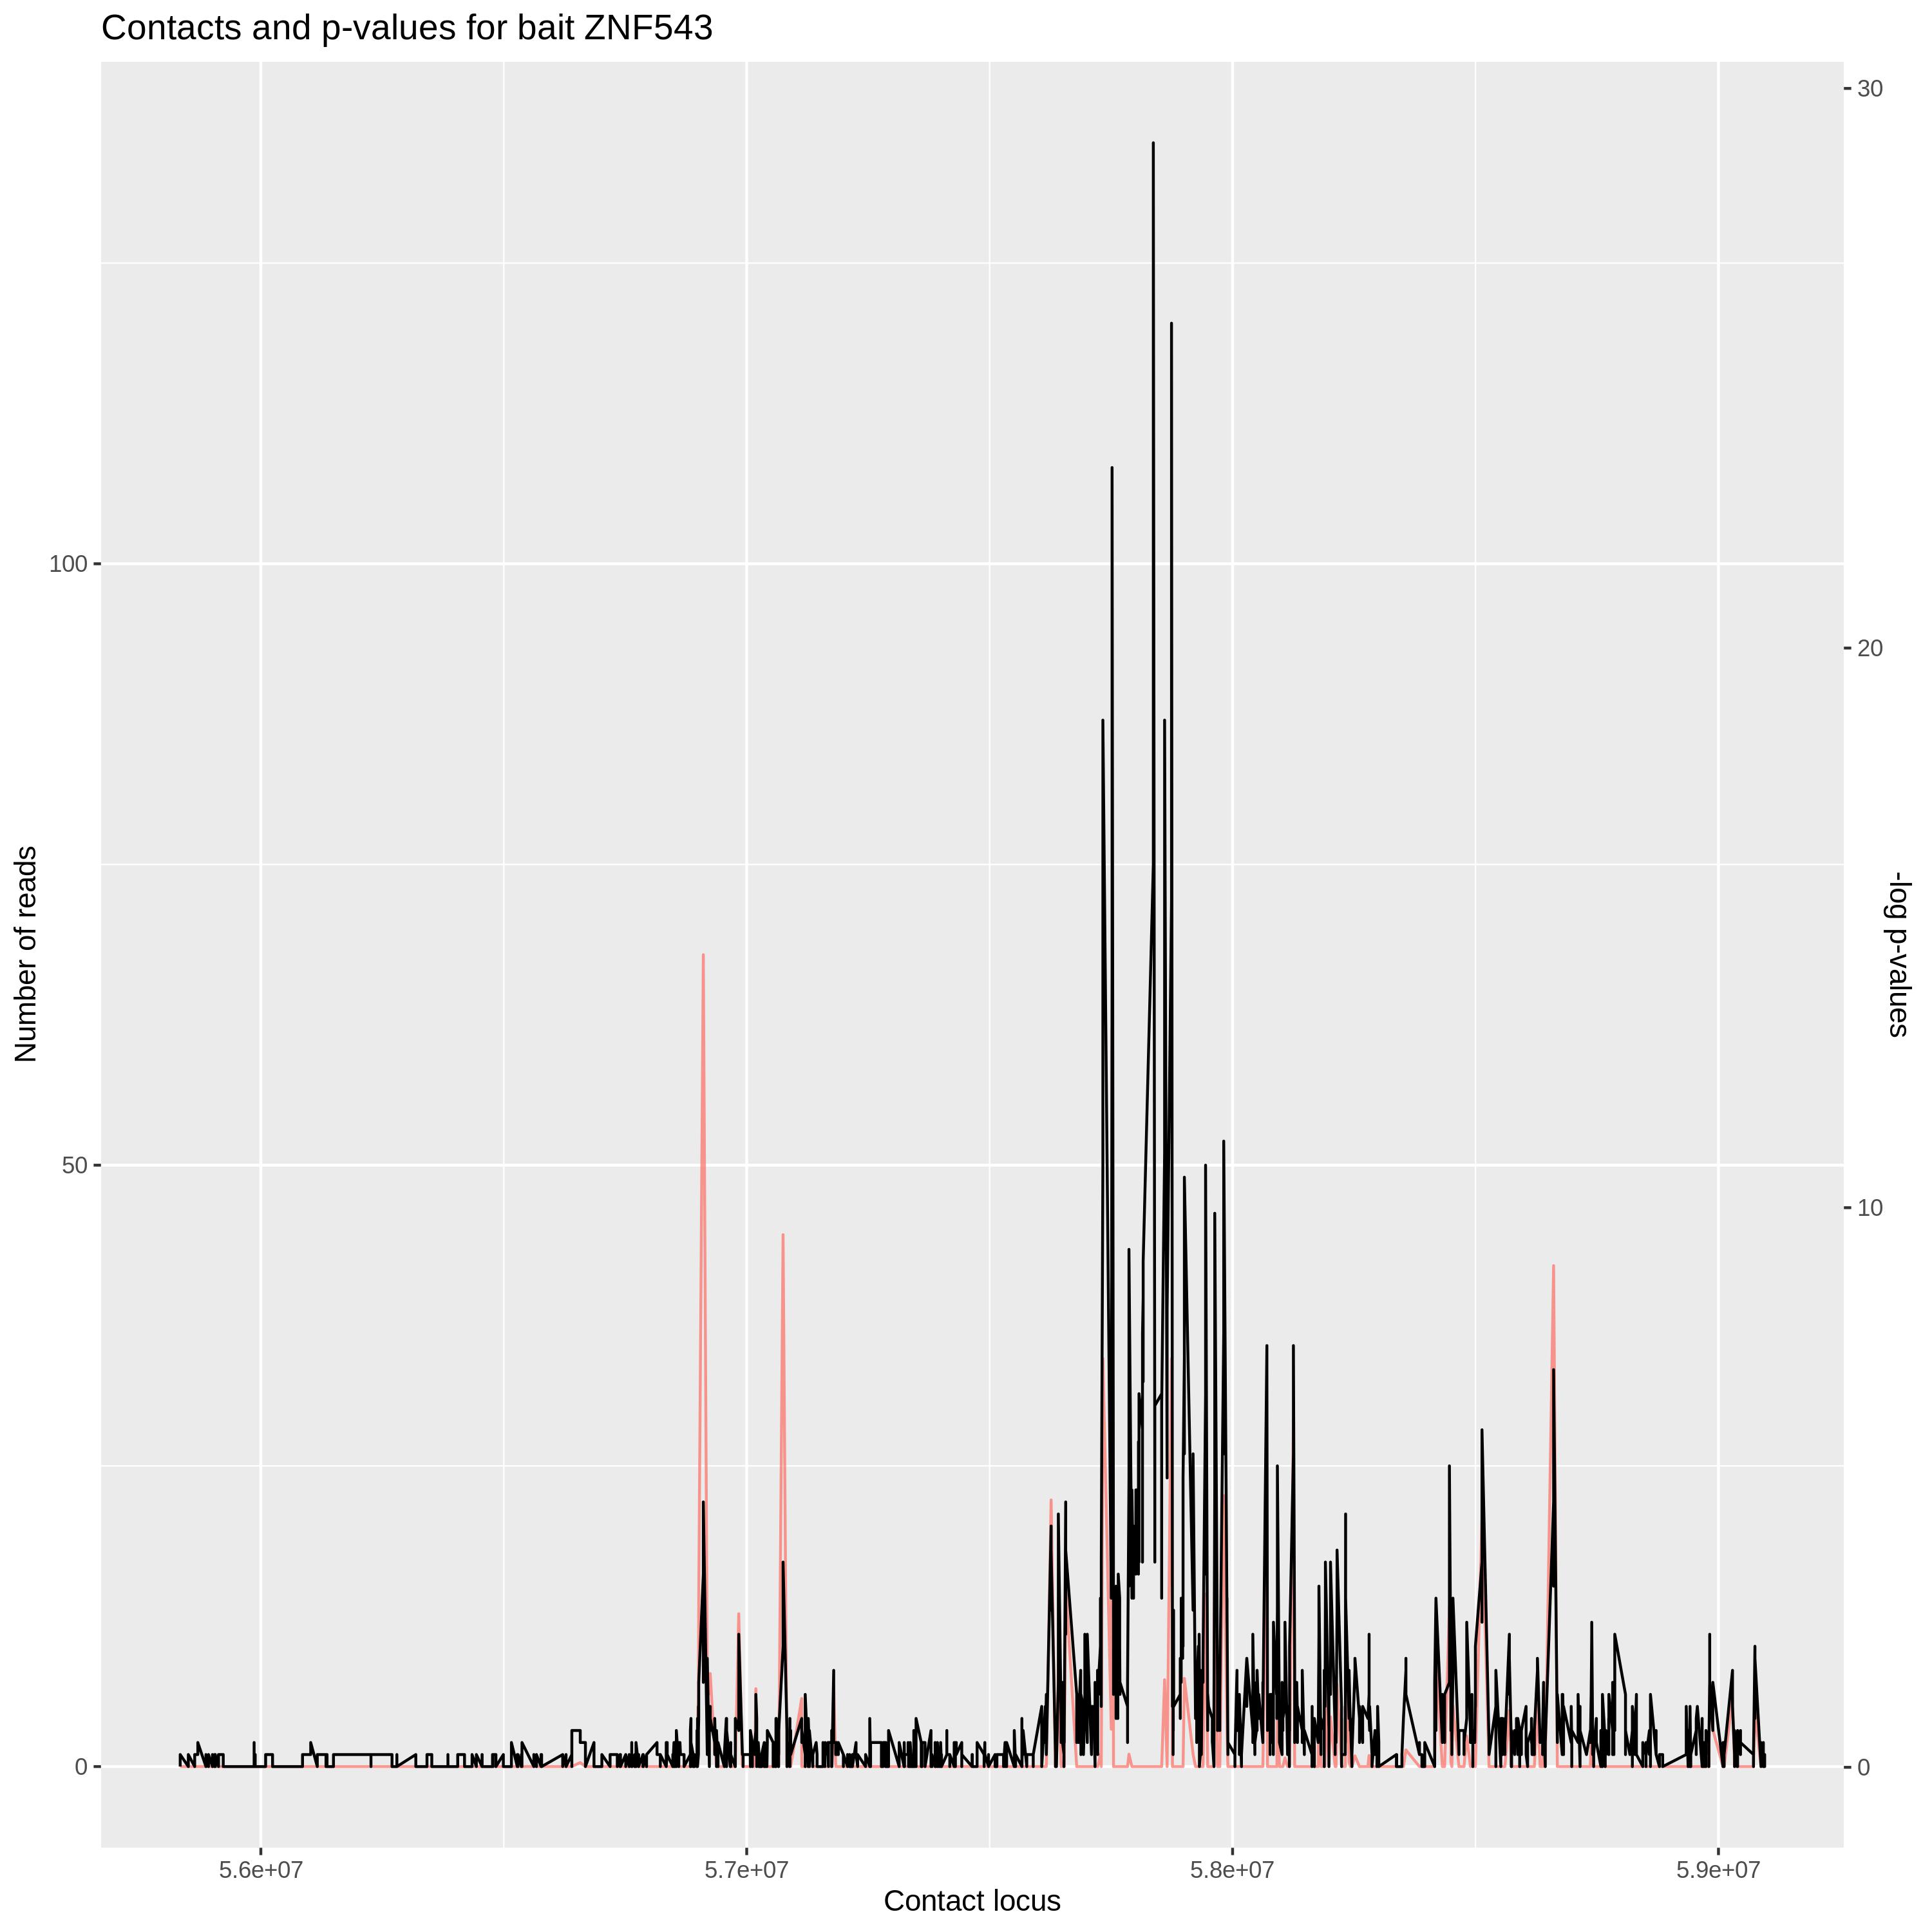 Contacts and p-values for bait ZNF543
Number of reads
100
50
0
30
20
10
0
-log p-values
5.6e+07 5.7e+07 5.8e+07 5.9e+07
Contact locus